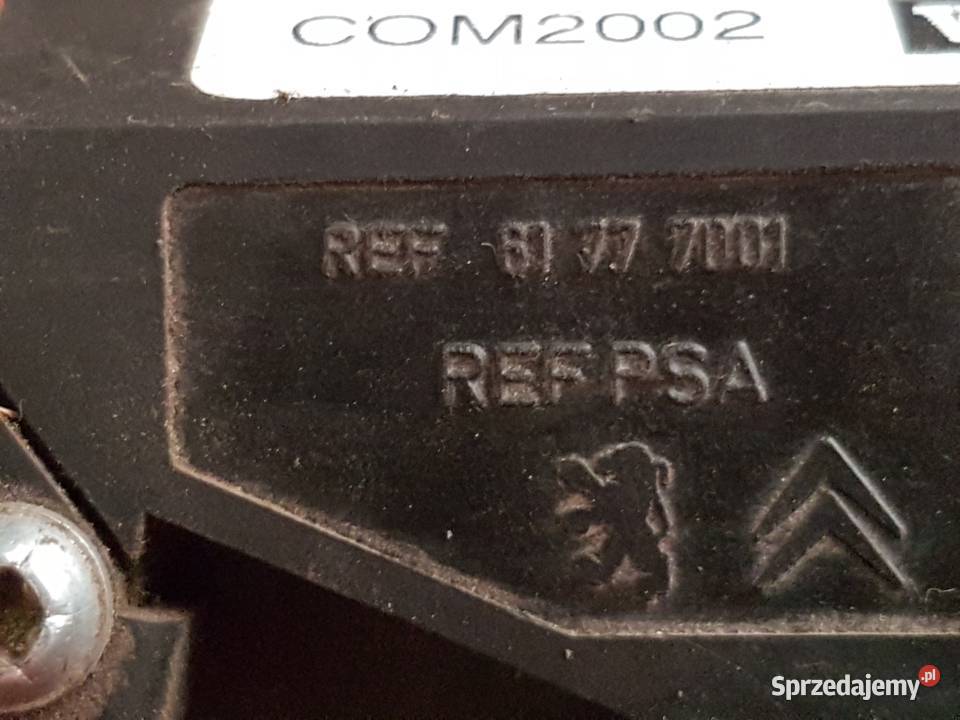 COM2002
REF 61 77 7001
REF PSA
Sprzedajemy.pl